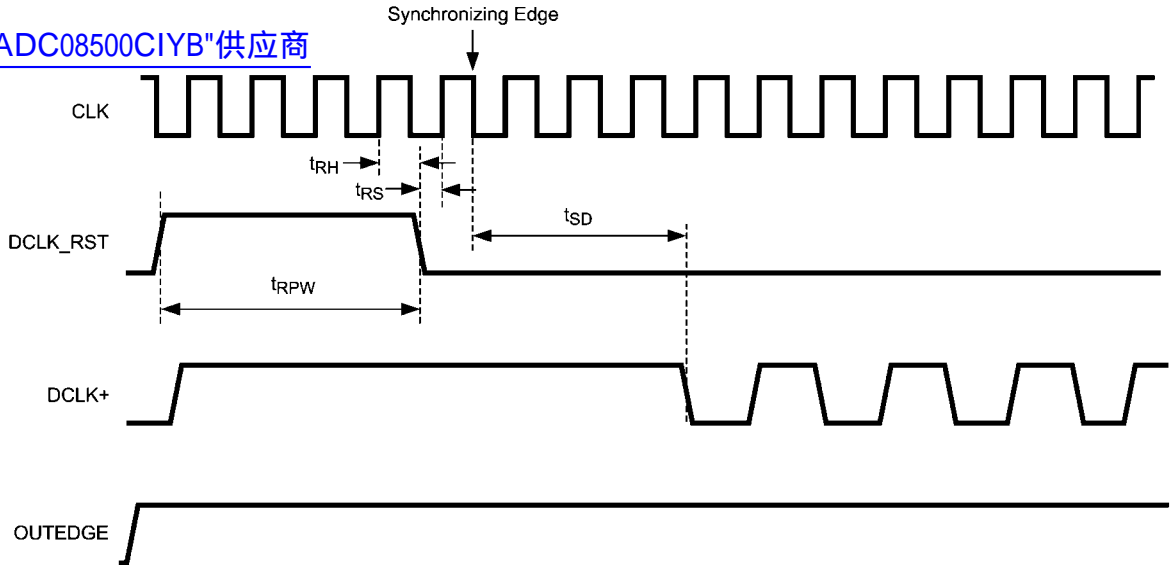 Synchronizing Edge
ADC08500CIYB"供应商
CLK
tRH
tRS
tSD
DCLK_RST
tRPW
DCLK+
OUTEDGE